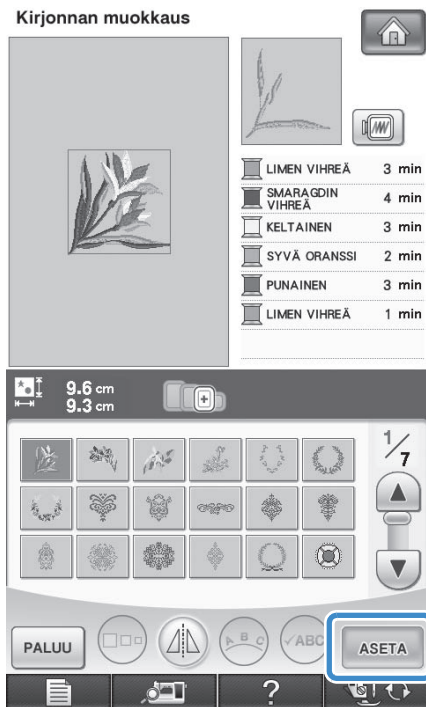 Kirjonnan muokkaus
LIMEN VIHREÄ 3 min
SMARAGDIN
VIHREÄ 4 min
KELTAINEN 3 min
SYVÄ ORANSSI 2 min
PUNAINEN 3 min
LIMEN VIHREÄ 1 min
9.6 cm
9.3 cm
1/7
PALUU
A B C
✓ABC
ASETA
?